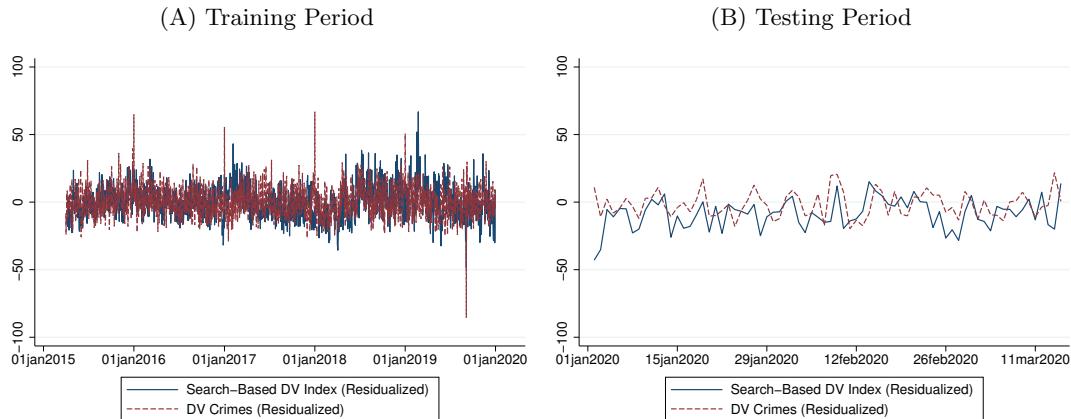 (A) Training Period
100
50
0
−50
−100
01jan2015 01jan2016 01jan2017 01jan2018 01jan2019 01jan2020
Search−Based DV Index (Residualized)
DV Crimes (Residualized)
(B) Testing Period
100
50
0
−50
−100
01jan2020 15jan2020 29jan2020 12feb2020 26feb2020 11mar2020
Search−Based DV Index (Residualized)
DV Crimes (Residualized)